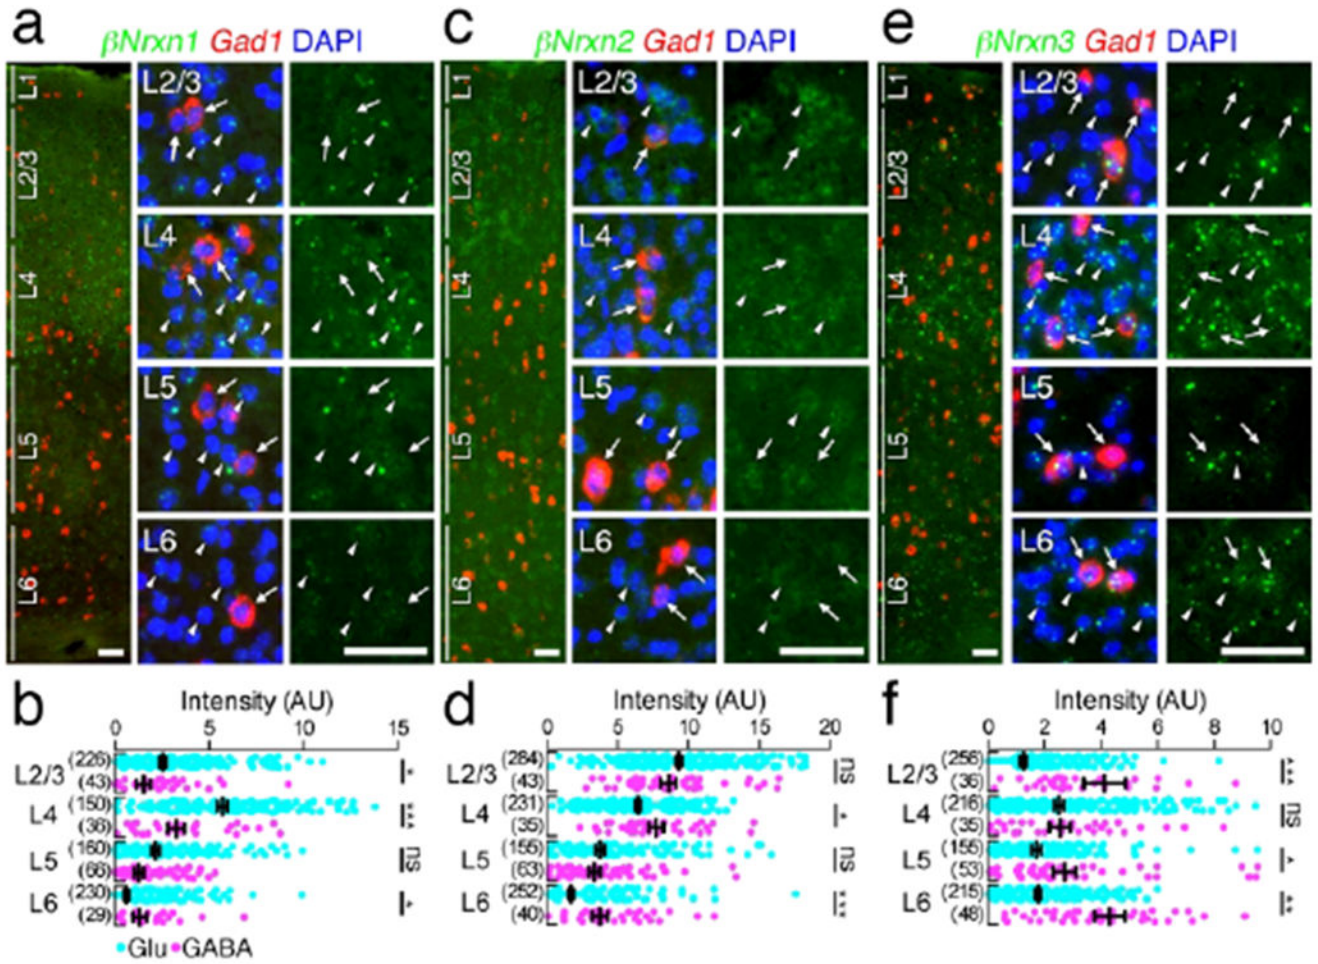 a
βNrxn1 Gad1 DAPI
L1
L2/3
L4
L5
L6
L2/3
L4
L5
L6
c
βNrxn2 Gad1 DAPI
L1
L2/3
L4
L5
L6
L2/3
L4
L5
L6
e
βNrxn3 Gad1 DAPI
L1
L2/3
L4
L5
L6
L2/3
L4
L5
L6
b
Intensity (AU)
0 5 10 15
L2/3 (226)
(43)
L4 (150)
(36)
L5 (160) ns
(66)
L6 (230)
(29)
Glu GABA
d
Intensity (AU)
0 5 10 15 20
L2/3 (284) ns
(43)
L4 (231)
(35)
L5 (155) ns
(63)
L6 (252)
(40)
f
Intensity (AU)
0 2 4 6 8 10
L2/3 (256)
(36)
L4 (216) ns
(35)
L5 (155)
(53)
L6 (215)
(48)